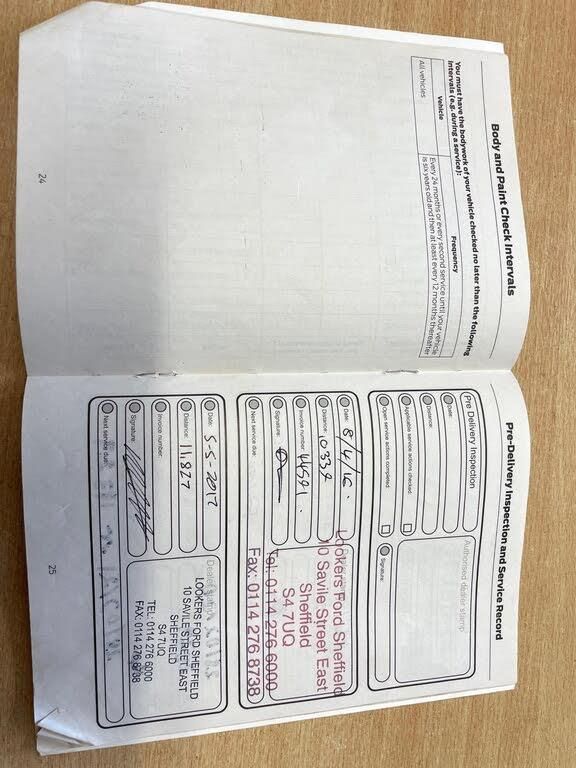 Body and Paint Check Intervals
You must have the bodywork of your vehicle checked no later than the following
intervals (e.g. during a service):
Vehicle
Frequency
All vehicles
Every 24 months or every second service until your vehicle
is six years old and then at least every 12 months thereafter
24
Pre-Delivery Inspection and Service Record
Pre Delivery Inspection
Date:
Distance:
Applicable service actions checked:
Open service actions completed:
Authorised dealer stamp
Signature:
Date: 8/4/16.
Distance: 10339
Invoice number: 44591.
Signature:
Next service due:
Lookers Ford Sheffield
10 Savile Street East
Sheffield
S4 7UQ
Tel: 0114 276 6000
Fax: 0114 276 8738
Date: 5-5-2017
Distance: 11,827
Invoice number:
Signature:
Next service due:
LOOKERS FORD SHEFFIELD
10 SAVILE STREET EAST
SHEFFIELD
S4 7UQ
TEL: 0114 276 6000
FAX: 0114 276 8738
25